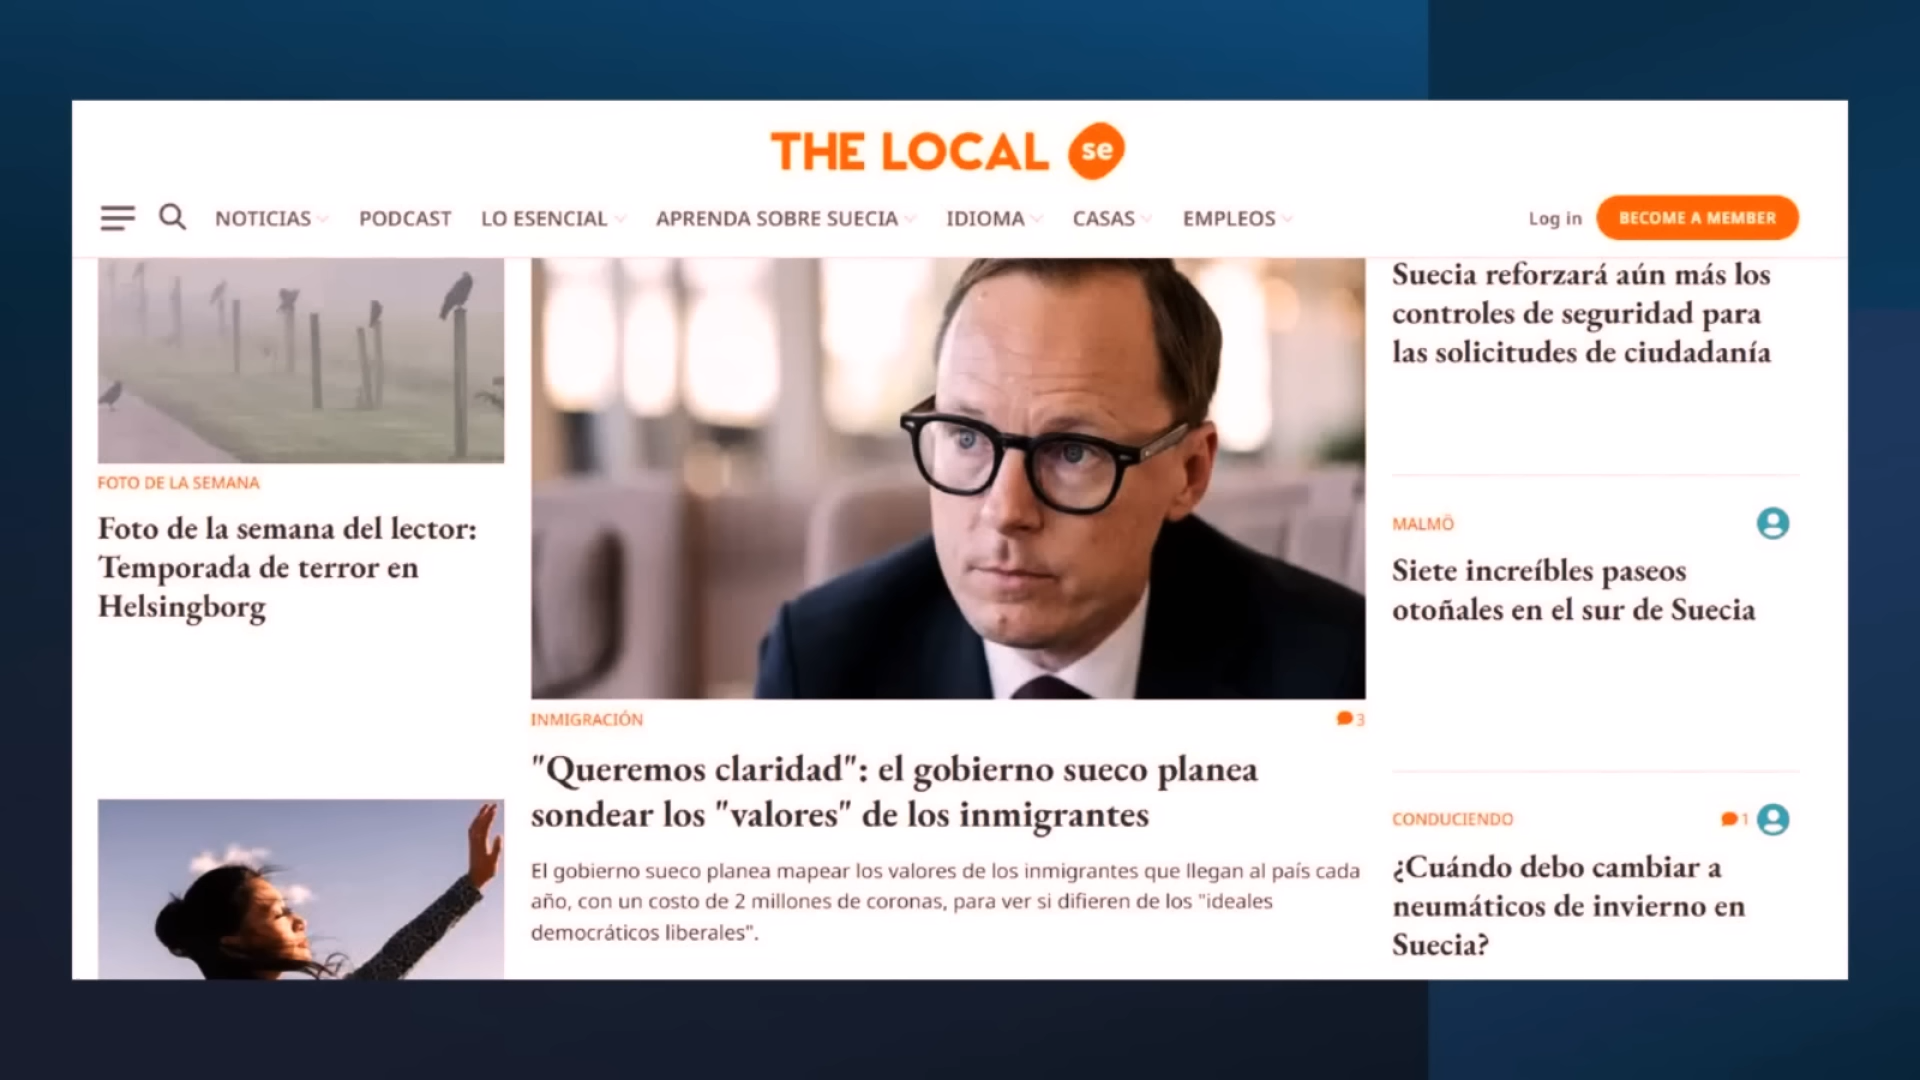 THE LOCAL se
NOTICIAS PODCAST LO ESENCIAL APRENDA SOBRE SUECIA IDIOMA CASAS EMPLEOS Log in BECOME A MEMBER
FOTO DE LA SEMANA
Foto de la semana del lector:
Temporada de terror en
Helsingborg
INMIGRACIÓN 3
"Queremos claridad": el gobierno sueco planea
sondear los "valores" de los inmigrantes
El gobierno sueco planea mapear los valores de los inmigrantes que llegan al país cada
año, con un costo de 2 millones de coronas, para ver si difieren de los "ideales
democráticos liberales".
Suecia reforzará aún más los
controles de seguridad para
las solicitudes de ciudadanía
MALMÖ
Siete increíbles paseos
otoñales en el sur de Suecia
CONDUCIENDO 1
¿Cuándo debo cambiar a
neumáticos de invierno en
Suecia?